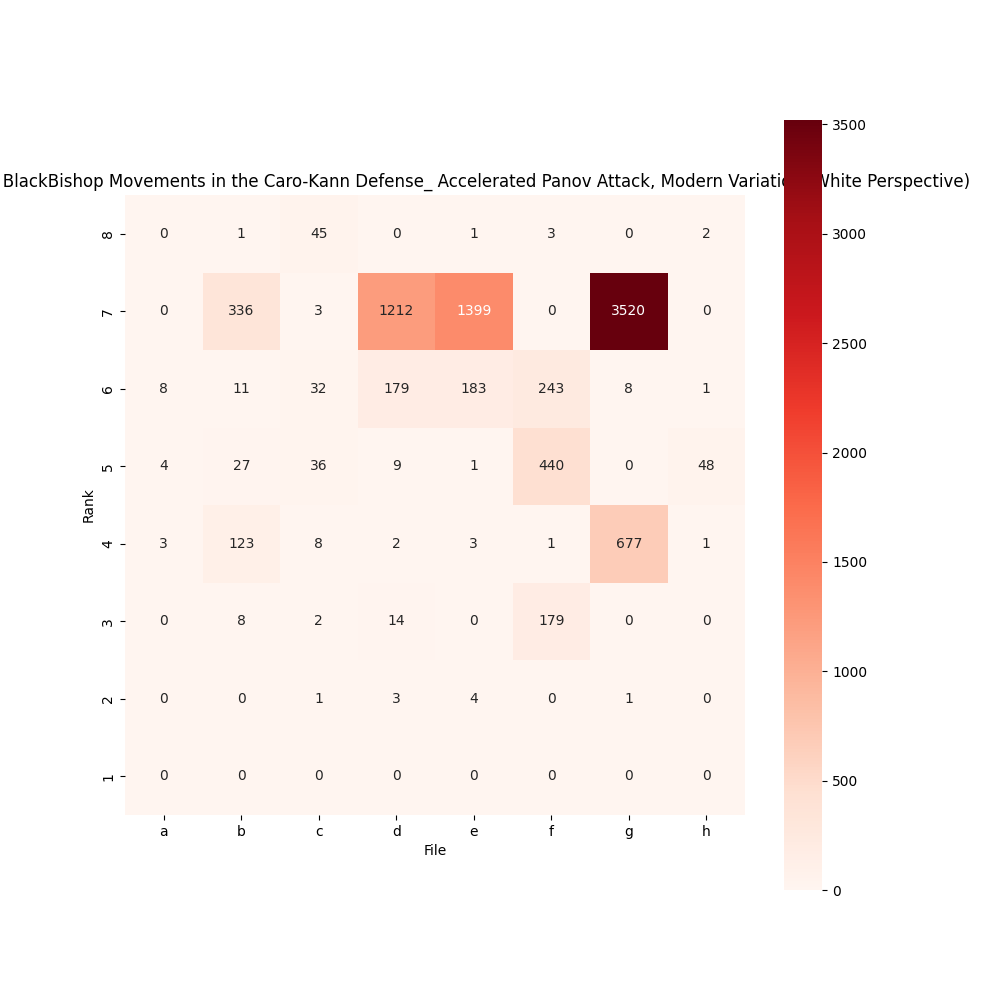 BlackBishop Movements in the Caro-Kann Defense_ Accelerated Panov Attack, Modern Variation (White Perspective)
3500
8 0 1 45 0 1 3 0 2
3000
7 0 336 3 1212 1399 0 3520 0
6 8 11 32 179 183 243 8 1
2500
5 4 27 36 9 1 440 0 48
2000
Rank
4 3 123 8 2 3 1 677 1
1500
3 0 8 2 14 0 179 0 0
1000
2 0 0 1 3 4 0 1 0
500
1 0 0 0 0 0 0 0 0
a b c d e f g h
File
0